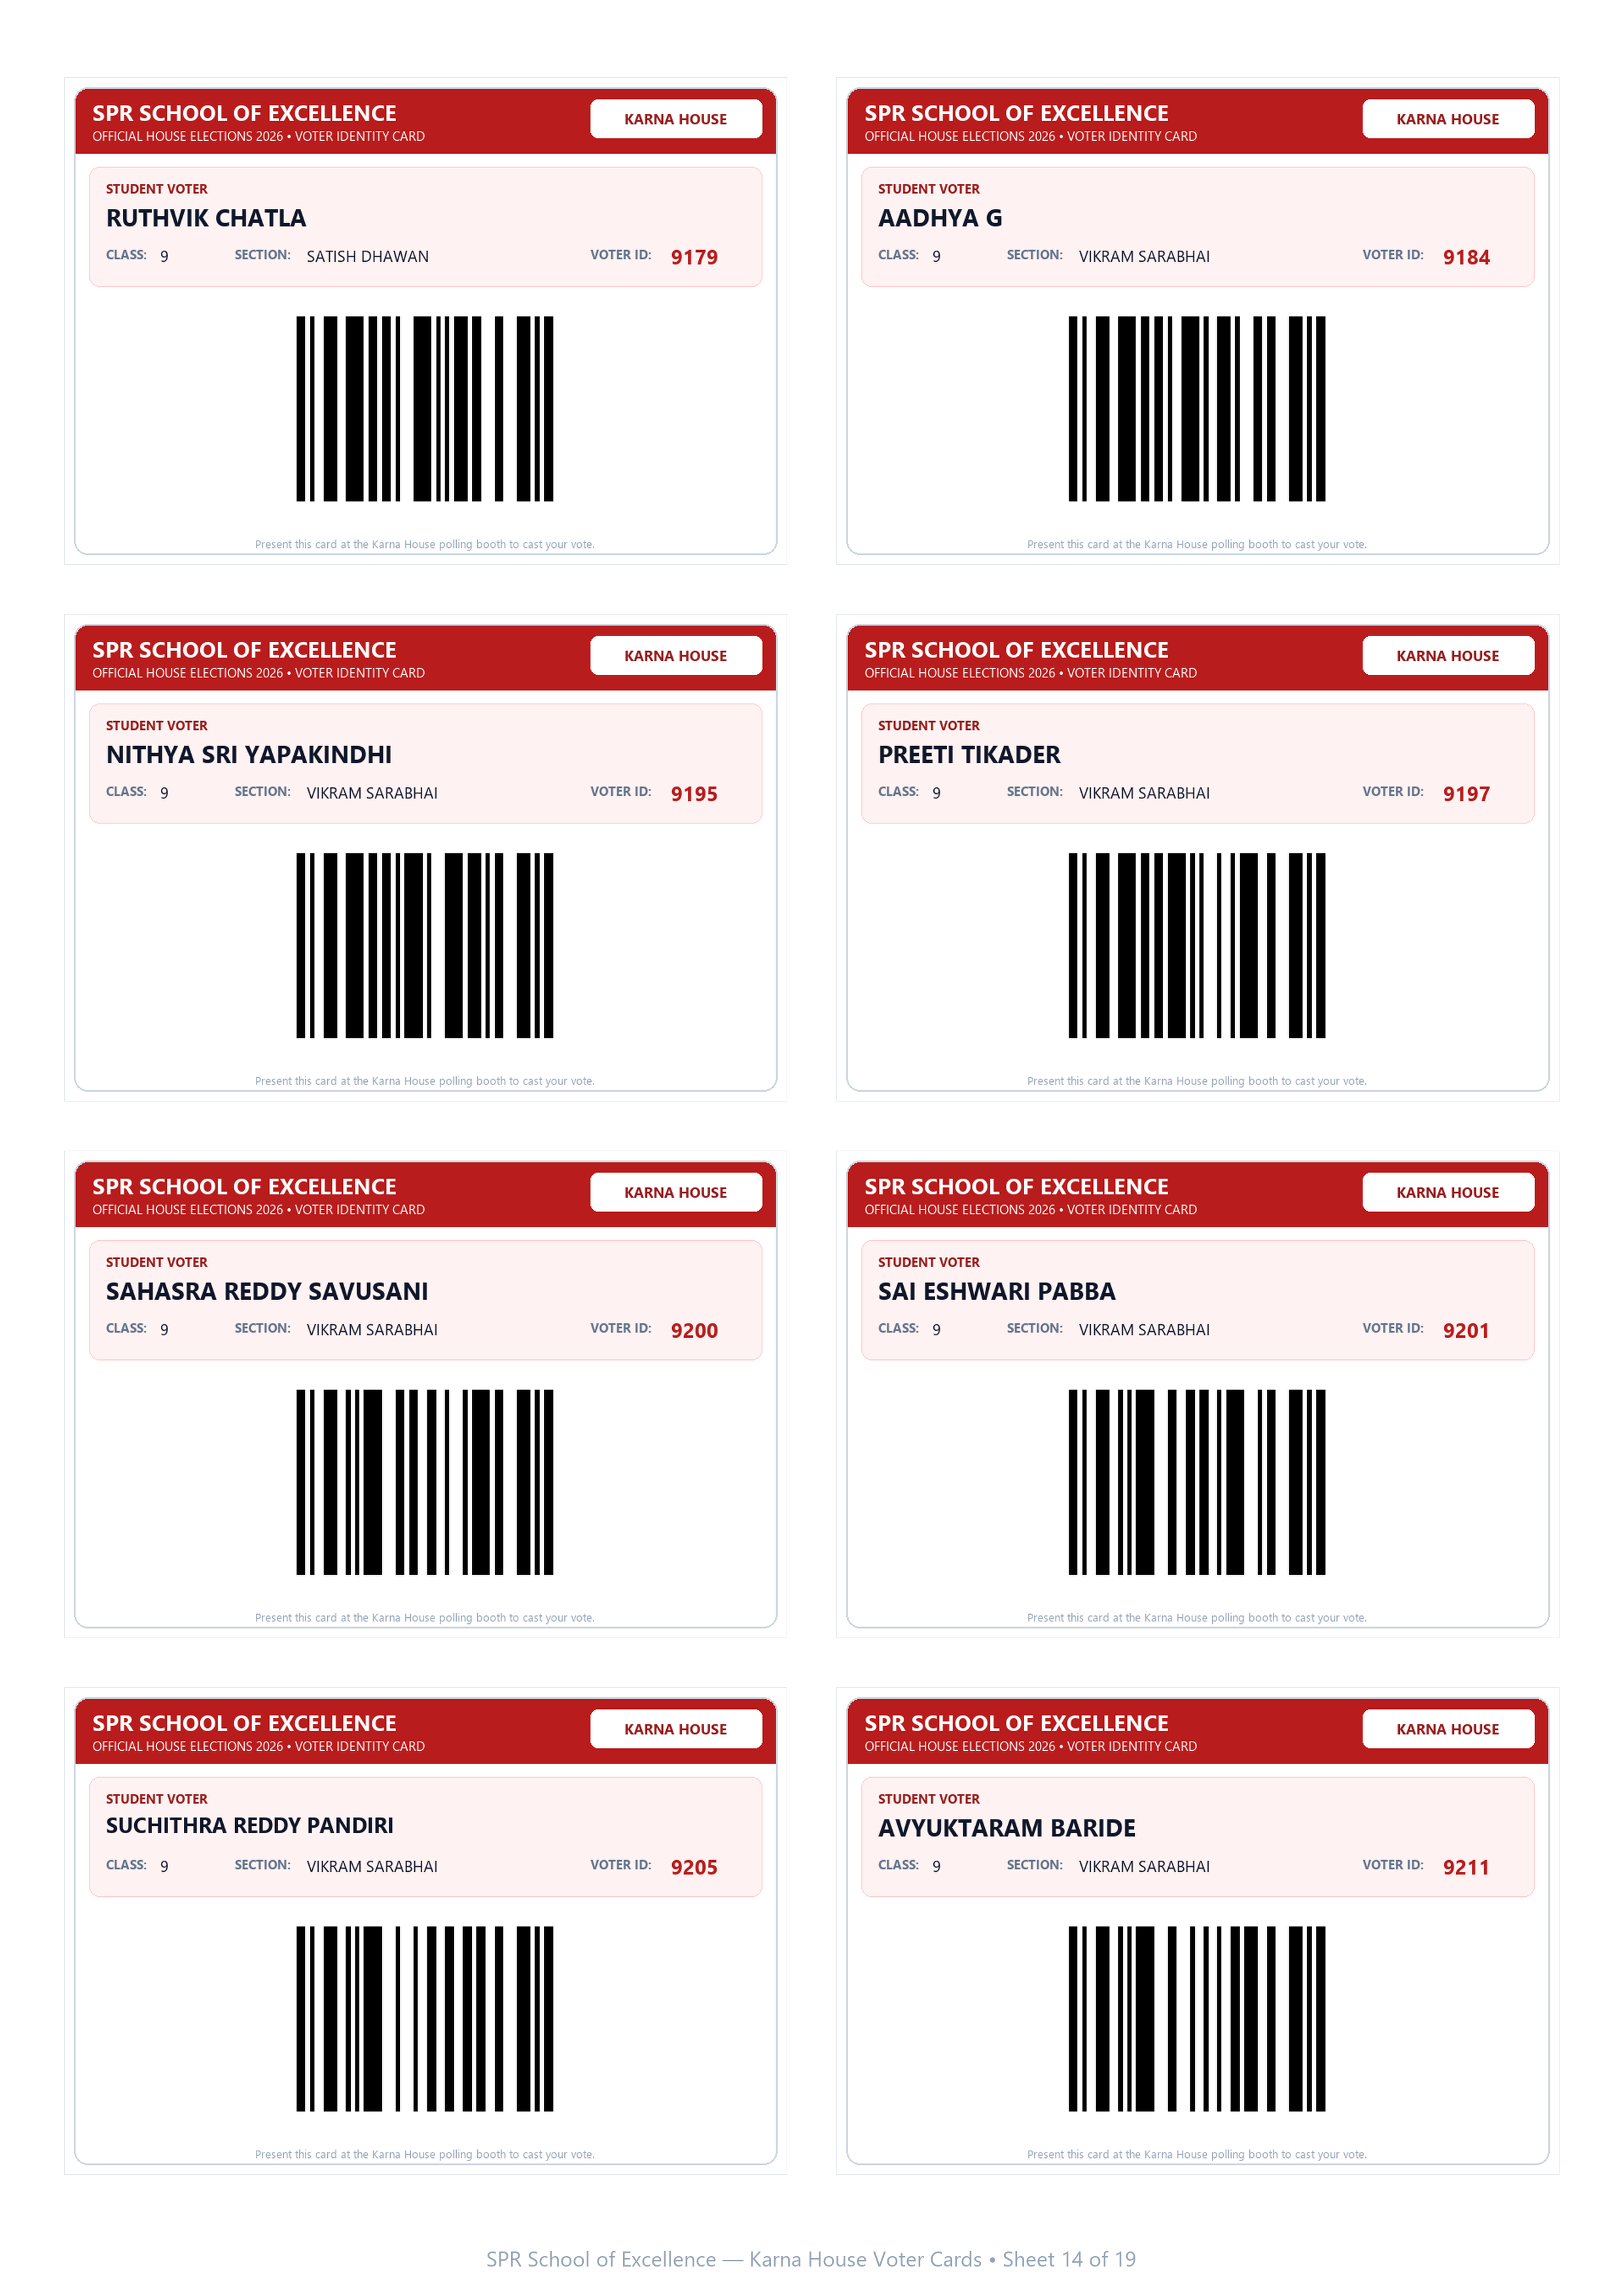 SPR SCHOOL OF EXCELLENCE
OFFICIAL HOUSE ELECTIONS 2026 • VOTER IDENTITY CARD
KARNA HOUSE
STUDENT VOTER
RUTHVIK CHATLA
CLASS: 9 SECTION: SATISH DHAWAN VOTER ID: 9179
Present this card at the Karna House polling booth to cast your vote.
SPR SCHOOL OF EXCELLENCE
OFFICIAL HOUSE ELECTIONS 2026 • VOTER IDENTITY CARD
KARNA HOUSE
STUDENT VOTER
AADHYA G
CLASS: 9 SECTION: VIKRAM SARABHAI VOTER ID: 9184
Present this card at the Karna House polling booth to cast your vote.
SPR SCHOOL OF EXCELLENCE
OFFICIAL HOUSE ELECTIONS 2026 • VOTER IDENTITY CARD
KARNA HOUSE
STUDENT VOTER
NITHYA SRI YAPAKINDHI
CLASS: 9 SECTION: VIKRAM SARABHAI VOTER ID: 9195
Present this card at the Karna House polling booth to cast your vote.
SPR SCHOOL OF EXCELLENCE
OFFICIAL HOUSE ELECTIONS 2026 • VOTER IDENTITY CARD
KARNA HOUSE
STUDENT VOTER
PREETI TIKADER
CLASS: 9 SECTION: VIKRAM SARABHAI VOTER ID: 9197
Present this card at the Karna House polling booth to cast your vote.
SPR SCHOOL OF EXCELLENCE
OFFICIAL HOUSE ELECTIONS 2026 • VOTER IDENTITY CARD
KARNA HOUSE
STUDENT VOTER
SAHASRA REDDY SAVUSANI
CLASS: 9 SECTION: VIKRAM SARABHAI VOTER ID: 9200
Present this card at the Karna House polling booth to cast your vote.
SPR SCHOOL OF EXCELLENCE
OFFICIAL HOUSE ELECTIONS 2026 • VOTER IDENTITY CARD
KARNA HOUSE
STUDENT VOTER
SAI ESHWARI PABBA
CLASS: 9 SECTION: VIKRAM SARABHAI VOTER ID: 9201
Present this card at the Karna House polling booth to cast your vote.
SPR SCHOOL OF EXCELLENCE
OFFICIAL HOUSE ELECTIONS 2026 • VOTER IDENTITY CARD
KARNA HOUSE
STUDENT VOTER
SUCHITHRA REDDY PANDIRI
CLASS: 9 SECTION: VIKRAM SARABHAI VOTER ID: 9205
Present this card at the Karna House polling booth to cast your vote.
SPR SCHOOL OF EXCELLENCE
OFFICIAL HOUSE ELECTIONS 2026 • VOTER IDENTITY CARD
KARNA HOUSE
STUDENT VOTER
AVYUKTARAM BARIDE
CLASS: 9 SECTION: VIKRAM SARABHAI VOTER ID: 9211
Present this card at the Karna House polling booth to cast your vote.
SPR School of Excellence — Karna House Voter Cards • Sheet 14 of 19